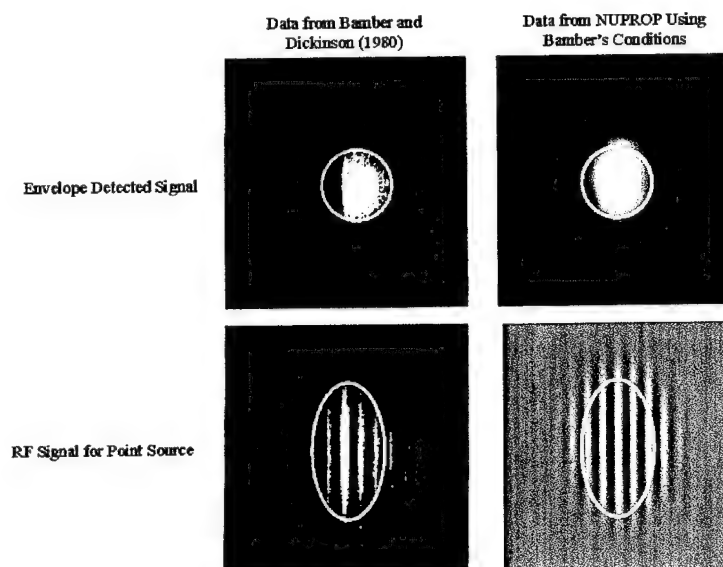 Data from Bamber and
Dickinson (1980)
Data from NUPROP Using
Bamber's Conditions
Envelope Detected Signal
RF Signal for Point Source